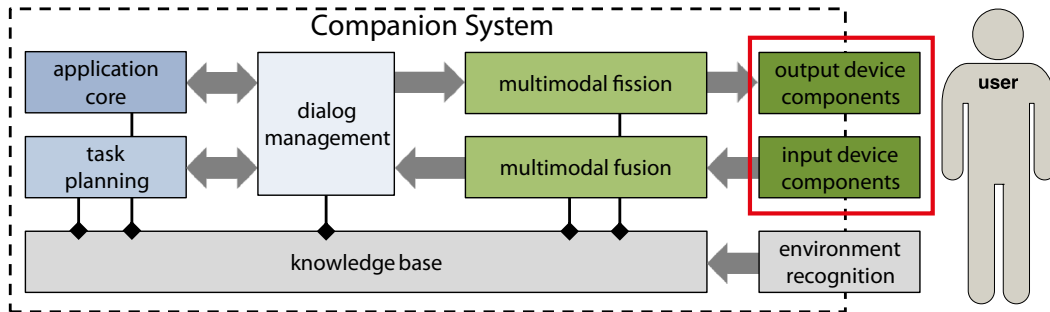 Companion System
application
core
dialog
management
multimodal fission
output device
components
user
task
planning
multimodal fusion
input device
components
knowledge base
environment
recognition